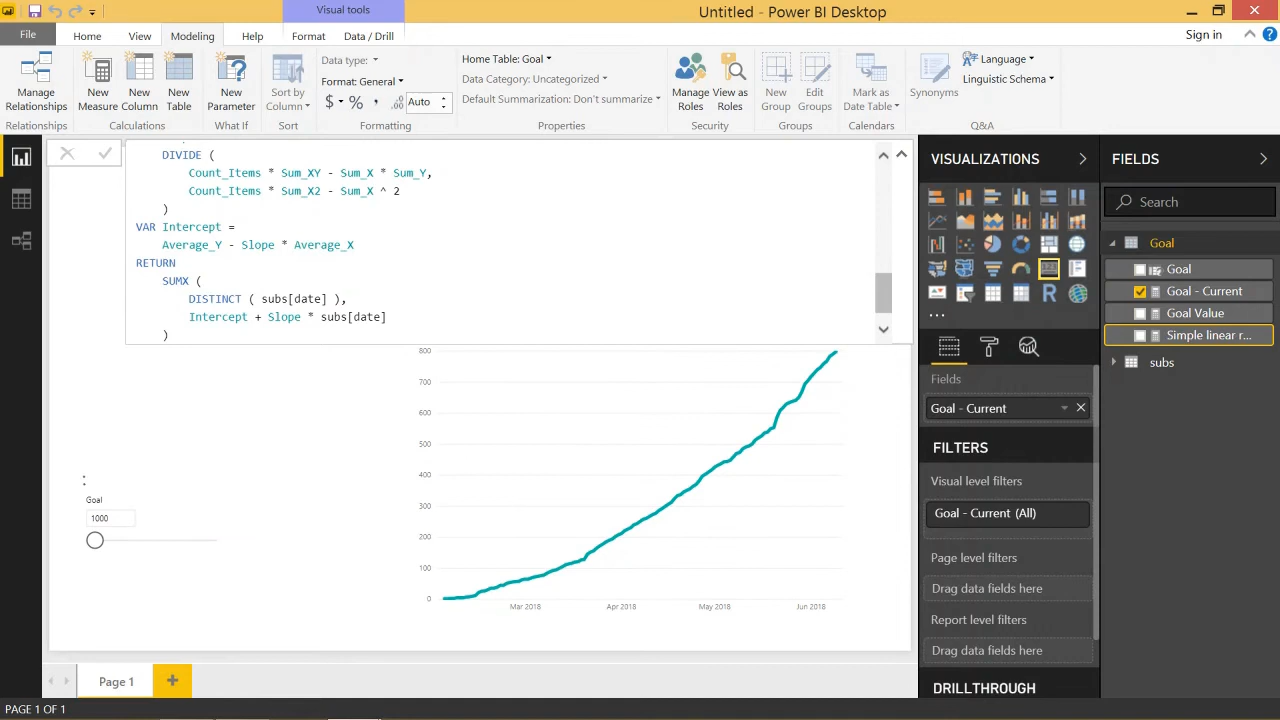 Visual tools
Untitled - Power BI Desktop
File
Home
View
Modeling
Help
Format
Data / Drill
Sign in
Manage Relationships
New Measure
New Column
New Table
New Parameter
Sort by Column
Data type:
Format: General
$ % , Auto
Home Table: Goal
Data Category: Uncategorized
Default Summarization: Don't summarize
Manage Roles
View as Roles
New Group
Edit Groups
Mark as Date Table
Synonyms
Language
Linguistic Schema
Relationships
Calculations
What If
Sort
Formatting
Properties
Security
Groups
Calendars
Q&A
DIVIDE (
Count_Items * Sum_XY - Sum_X * Sum_Y,
Count_Items * Sum_X2 - Sum_X ^ 2
)
VAR Intercept =
Average_Y - Slope * Average_X
RETURN
SUMX (
DISTINCT ( subs[date] ),
Intercept + Slope * subs[date]
)
800
700
600
500
400
300
200
100
0
Mar 2018
Apr 2018
May 2018
Jun 2018
:
Goal
1000
VISUALIZATIONS
R
...
Fields
Goal - Current
FILTERS
Visual level filters
Goal - Current (All)
Page level filters
Drag data fields here
Report level filters
Drag data fields here
DRILLTHROUGH
FIELDS
Search
Goal
Goal
Goal - Current
Goal Value
Simple linear r...
subs
Page 1
+
PAGE 1 OF 1